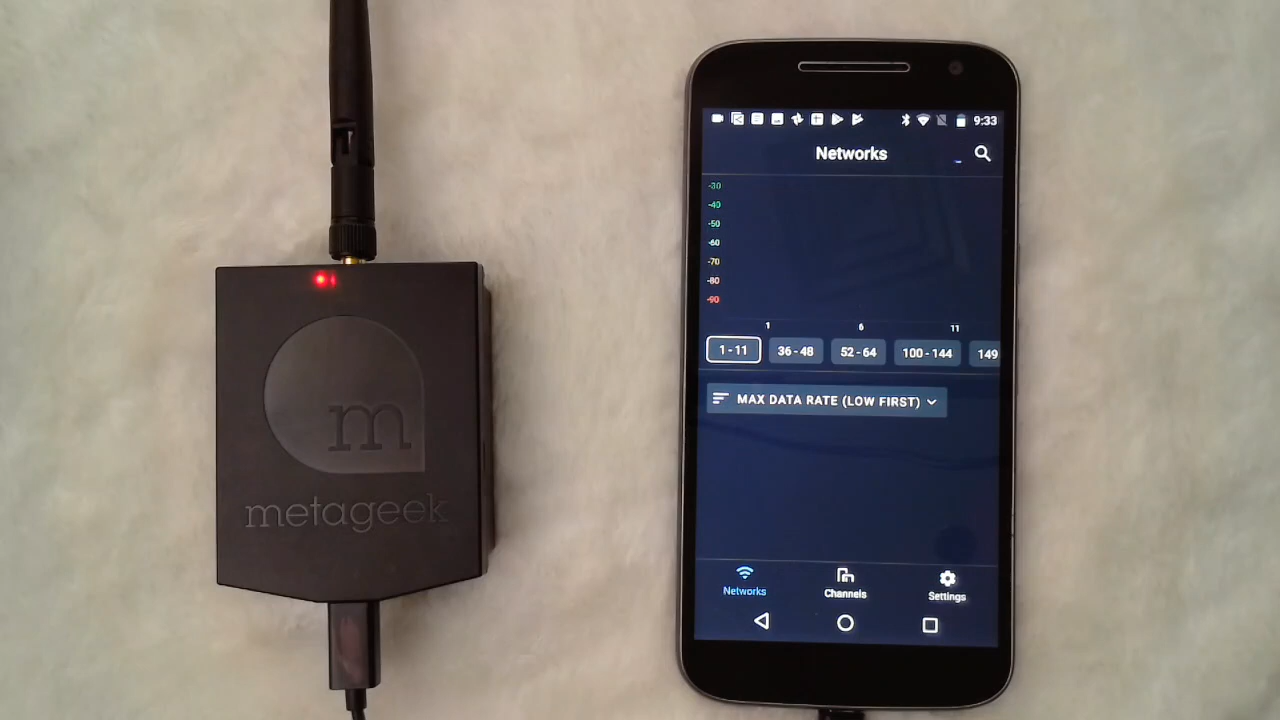 m
metageek
9:33
Networks
-30
-40
-50
-60
-70
-80
-90
1 6 11
1 - 11 36 - 48 52 - 64 100 - 144 149
MAX DATA RATE (LOW FIRST)
Networks Channels Settings